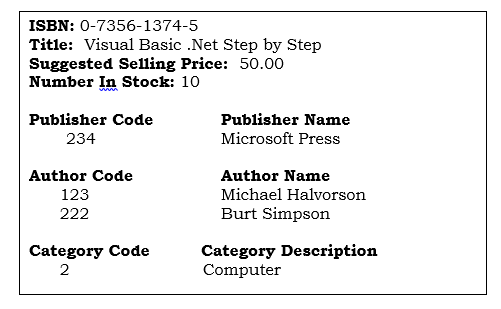 ISBN: 0-7356-1374-5
Title: Visual Basic .Net Step by Step
Suggested Selling Price: 50.00
Number In Stock: 10
Publisher Code Publisher Name
234 Microsoft Press
Author Code Author Name
123 Michael Halvorson
222 Burt Simpson
Category Code Category Description
2 Computer